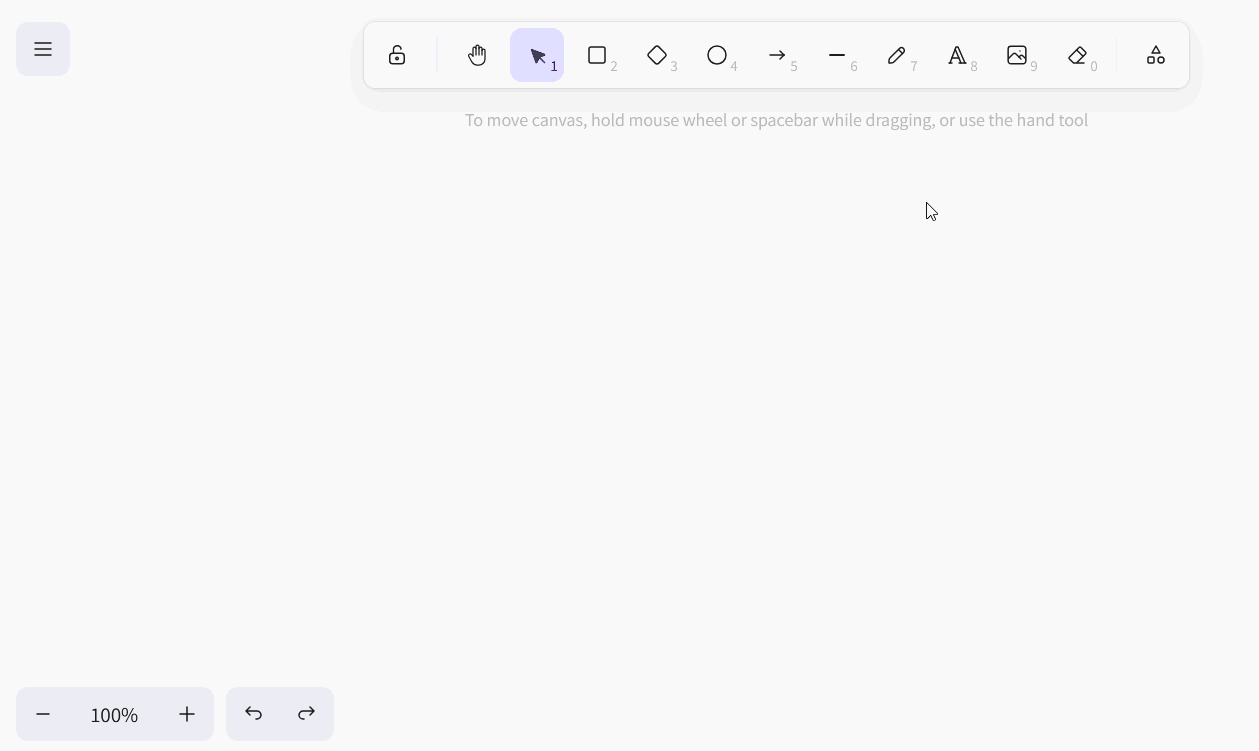 1 2 3 4 5 6 7 8 9 0
To move canvas, hold mouse wheel or spacebar while dragging, or use the hand tool
100%